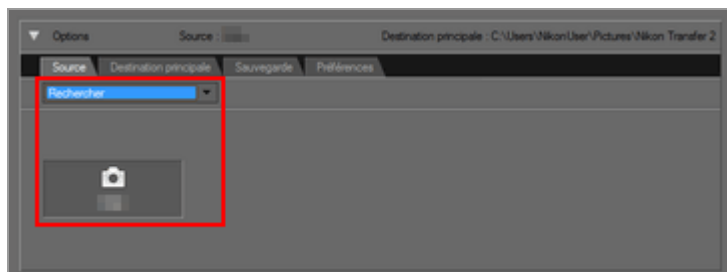 Options Source : Destination principale : C:\Users\NikonUser\Pictures\Nikon Transfer 2
Source Destination principale Sauvegarde Préférences
Rechercher